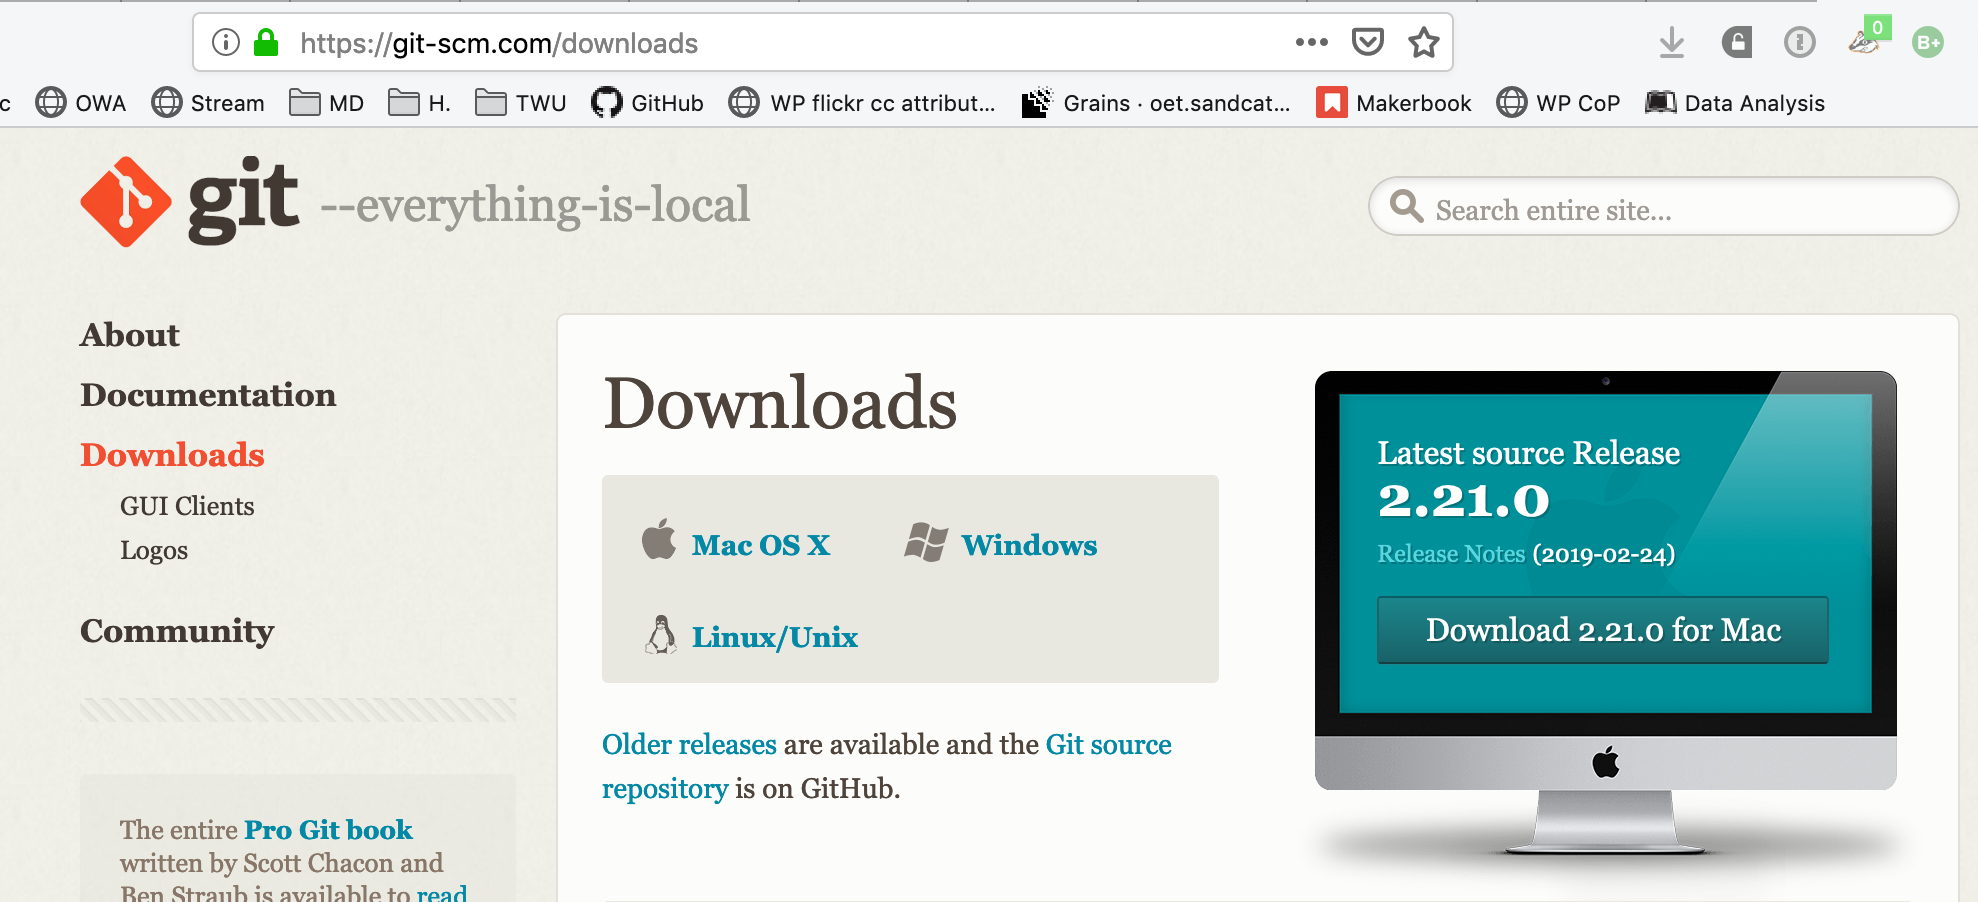 https://git-scm.com/downloads
0
B+
c OWA Stream MD H. TWU GitHub WP flickr cc attribut... Grains · oet.sandcat... Makerbook WP CoP Data Analysis
git --everything-is-local
Search entire site...
About
Documentation
Downloads
GUI Clients
Logos
Community
The entire Pro Git book
written by Scott Chacon and
Ben Straub is available to read
Downloads
Mac OS X Windows
Linux/Unix
Older releases are available and the Git source
repository is on GitHub.
Latest source Release
2.21.0
Release Notes (2019-02-24)
Download 2.21.0 for Mac